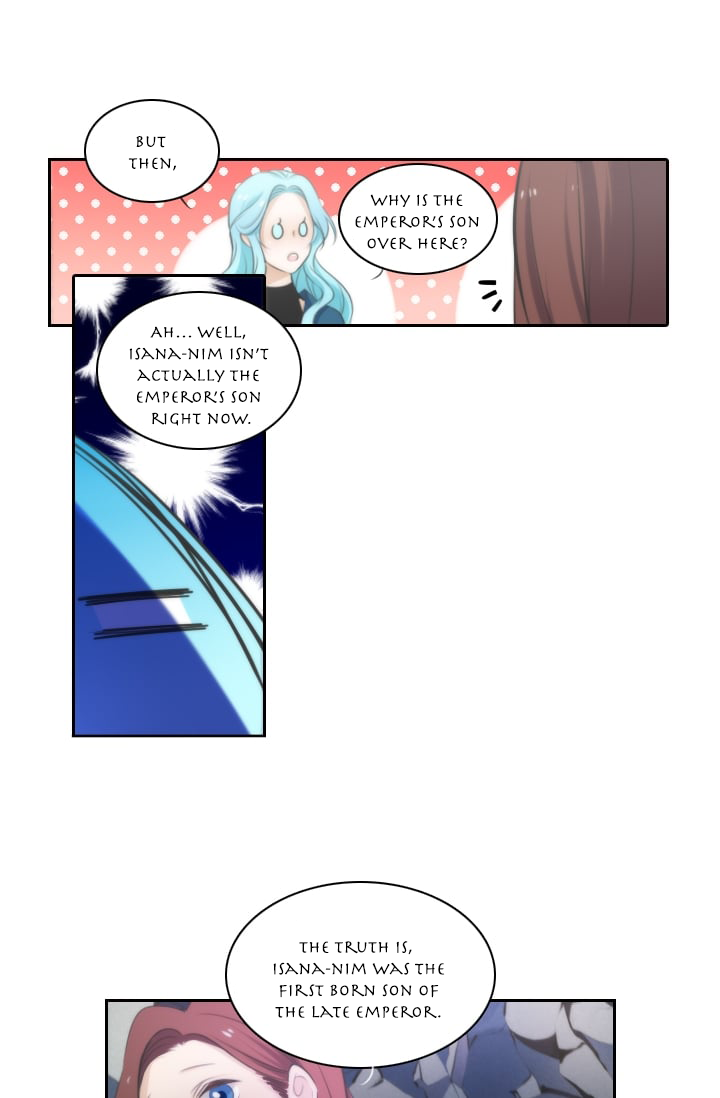 BUT
THEN,
WHY IS THE
EMPEROR'S SON
OVER HERE?
AH... WELL,
ISANA-NIM ISN'T
ACTUALLY THE
EMPEROR'S SON
RIGHT NOW.
THE TRUTH IS,
ISANA-NIM WAS THE
FIRST BORN SON OF
THE LATE EMPEROR.